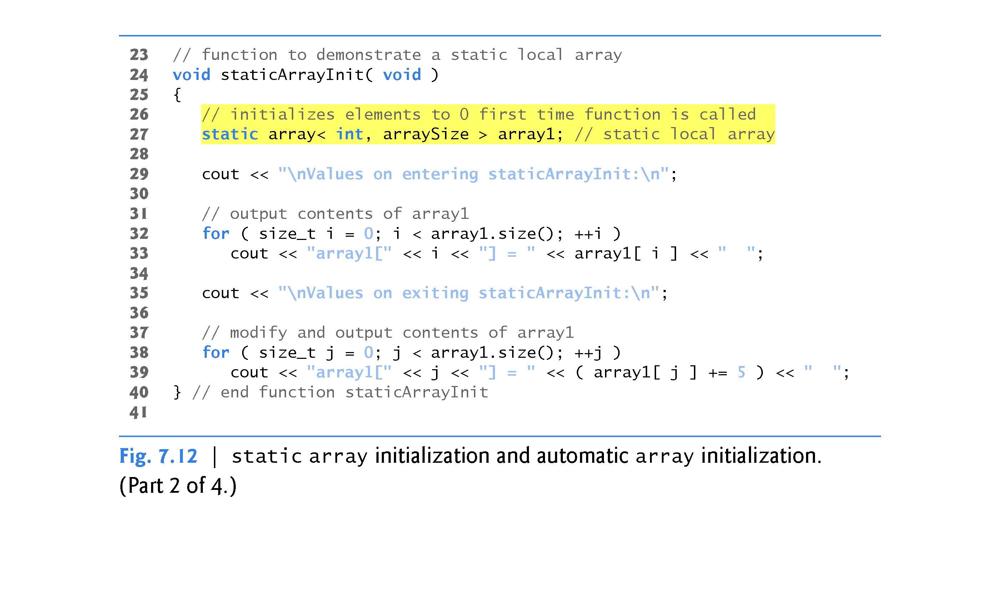 23 // function to demonstrate a static local array
24 void staticArrayInit( void )
25 {
26    // initializes elements to 0 first time function is called
27    static array< int, arraySize > array1; // static local array
28
29    cout << "\nValues on entering staticArrayInit:\n";
30
31    // output contents of array1
32    for ( size_t i = 0; i < array1.size(); ++i )
33       cout << "array1[" << i << "] = " << array1[ i ] << "  ";
34
35    cout << "\nValues on exiting staticArrayInit:\n";
36
37    // modify and output contents of array1
38    for ( size_t j = 0; j < array1.size(); ++j )
39       cout << "array1[" << j << "] = " << ( array1[ j ] += 5 ) << "  ";
40 } // end function staticArrayInit
41
Fig. 7.12 | static array initialization and automatic array initialization.
(Part 2 of 4.)